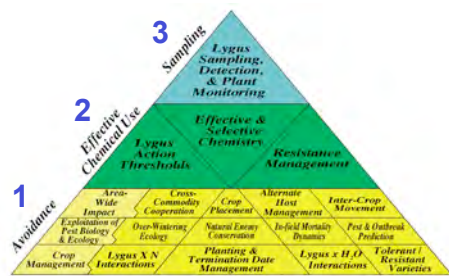 3
Sampling
Lygus
Sampling,
Detection,
& Plant
Monitoring
2
Effective
Chemical Use
Lygus
Action
Thresholds
Effective &
Selective
Chemistry
Resistance
Management
1
Avoidance
Area-
Wide
Impact
Cross-
Commodity
Cooperation
Crop
Placement
Alternate
Host
Management
Inter-Crop
Movement
Exploitation of
Pest Biology
& Ecology
Over-Wintering
Ecology
Natural Enemy
Conservation
In-field Mortality
Dynamics
Pest & Outbreak
Prediction
Crop
Management
Lygus X N
Interactions
Planting &
Termination Date
Management
Lygus x H2O
Interactions
Tolerant /
Resistant
Varieties